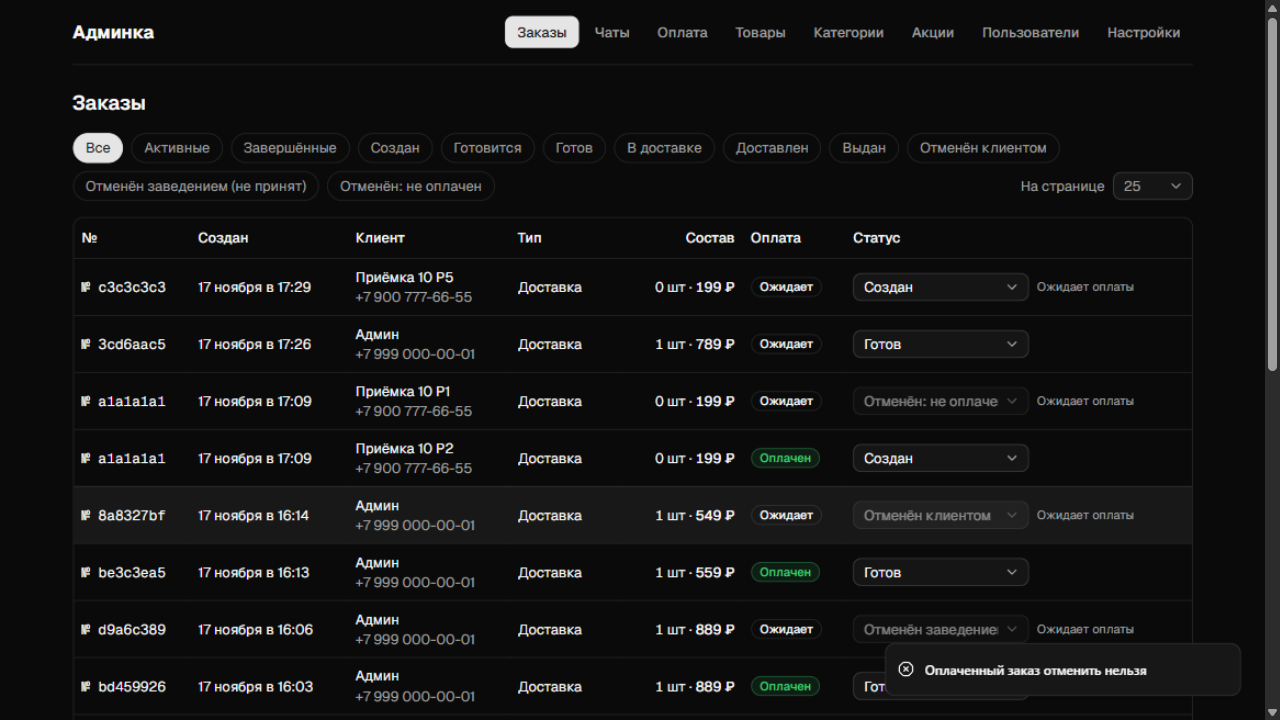 Админка
Заказы Чаты Оплата Товары Категории Акции Пользователи Настройки
Заказы
Все Активные Завершённые Создан Готовится Готов В доставке Доставлен Выдан Отменён клиентом
Отменён заведением (не принят) Отменён: не оплачен На странице 25
№ Создан Клиент Тип Состав Оплата Статус
№ c3c3c3c3 17 ноября в 17:29 Приёмка 10 P5 Доставка 0 шт · 199 ₽ Ожидает Создан Ожидает оплаты
+7 900 777-66-55
№ 3cd6aac5 17 ноября в 17:26 Админ Доставка 1 шт · 789 ₽ Ожидает Готов
+7 999 000-00-01
№ a1a1a1a1 17 ноября в 17:09 Приёмка 10 P1 Доставка 0 шт · 199 ₽ Ожидает Отменён: не оплаче Ожидает оплаты
+7 900 777-66-55
№ a1a1a1a1 17 ноября в 17:09 Приёмка 10 P2 Доставка 0 шт · 199 ₽ Оплачен Создан
+7 900 777-66-55
№ 8a8327bf 17 ноября в 16:14 Админ Доставка 1 шт · 549 ₽ Ожидает Отменён клиентом Ожидает оплаты
+7 999 000-00-01
№ be3c3ea5 17 ноября в 16:13 Админ Доставка 1 шт · 559 ₽ Оплачен Готов
+7 999 000-00-01
№ d9a6c389 17 ноября в 16:06 Админ Доставка 1 шт · 889 ₽ Ожидает Отменён заведение Ожидает оплаты
+7 999 000-00-01
№ bd459926 17 ноября в 16:03 Админ Доставка 1 шт · 889 ₽ Оплачен Гот
+7 999 000-00-01
Оплаченный заказ отменить нельзя